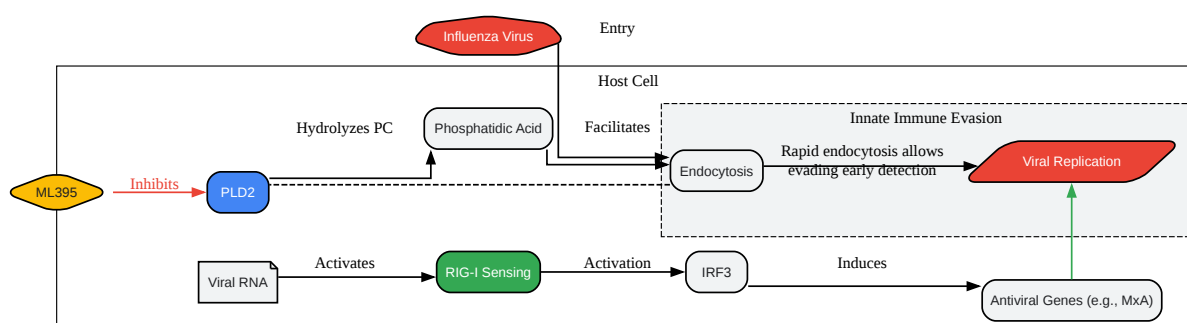 Influenza Virus
Entry
Host Cell
Innate Immune Evasion
Hydrolyzes PC
Phosphatidic Acid
Facilitates
Endocytosis
Rapid endocytosis allows
evading early detection
Viral Replication
ML395
Inhibits
PLD2
Viral RNA
Activates
RIG-I Sensing
Activation
IRF3
Induces
Antiviral Genes (e.g., MxA)